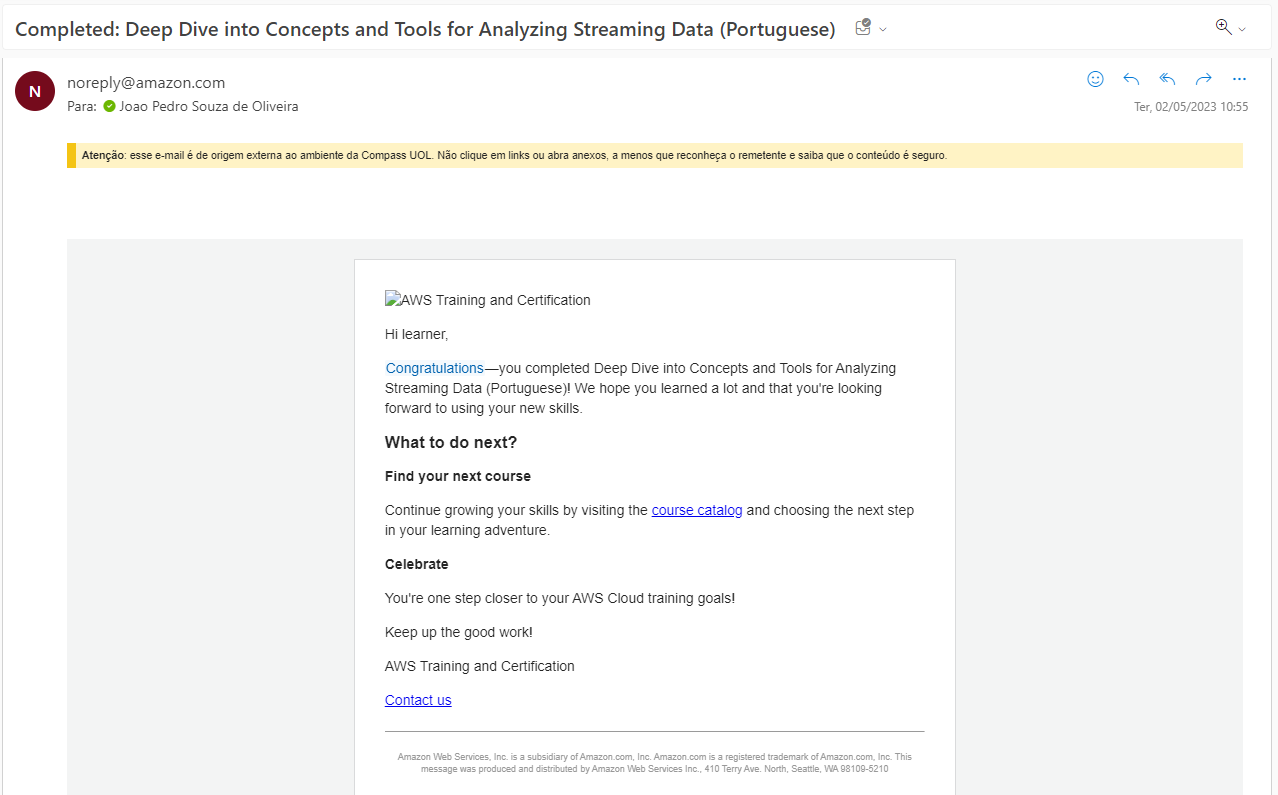 Completed: Deep Dive into Concepts and Tools for Analyzing Streaming Data (Portuguese)
N
noreply@amazon.com
Para: Joao Pedro Souza de Oliveira
Ter, 02/05/2023 10:55
Atenção: esse e-mail é de origem externa ao ambiente da Compass UOL. Não clique em links ou abra anexos, a menos que reconheça o remetente e saiba que o conteúdo é seguro.
AWS Training and Certification
Hi learner,
Congratulations—you completed Deep Dive into Concepts and Tools for Analyzing
Streaming Data (Portuguese)! We hope you learned a lot and that you're looking
forward to using your new skills.
What to do next?
Find your next course
Continue growing your skills by visiting the course catalog and choosing the next step
in your learning adventure.
Celebrate
You're one step closer to your AWS Cloud training goals!
Keep up the good work!
AWS Training and Certification
Contact us
Amazon Web Services, Inc. is a subsidiary of Amazon.com, Inc. Amazon.com is a registered trademark of Amazon.com, Inc. This
message was produced and distributed by Amazon Web Services Inc., 410 Terry Ave. North, Seattle, WA 98109-5210